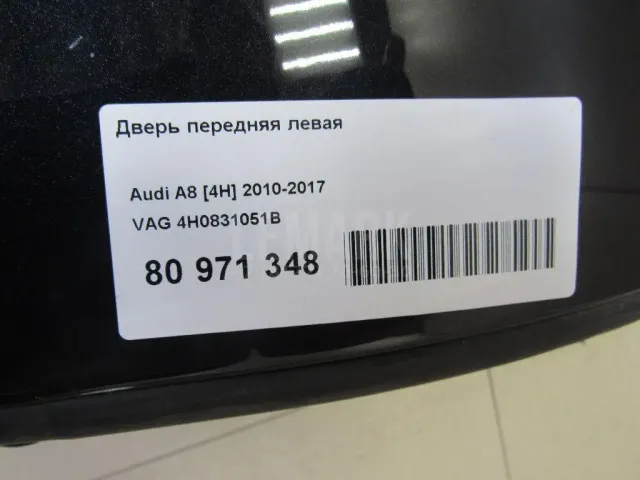 Дверь передняя левая
Audi A8 [4H] 2010-2017
VAG 4H0831051B
80 971 348